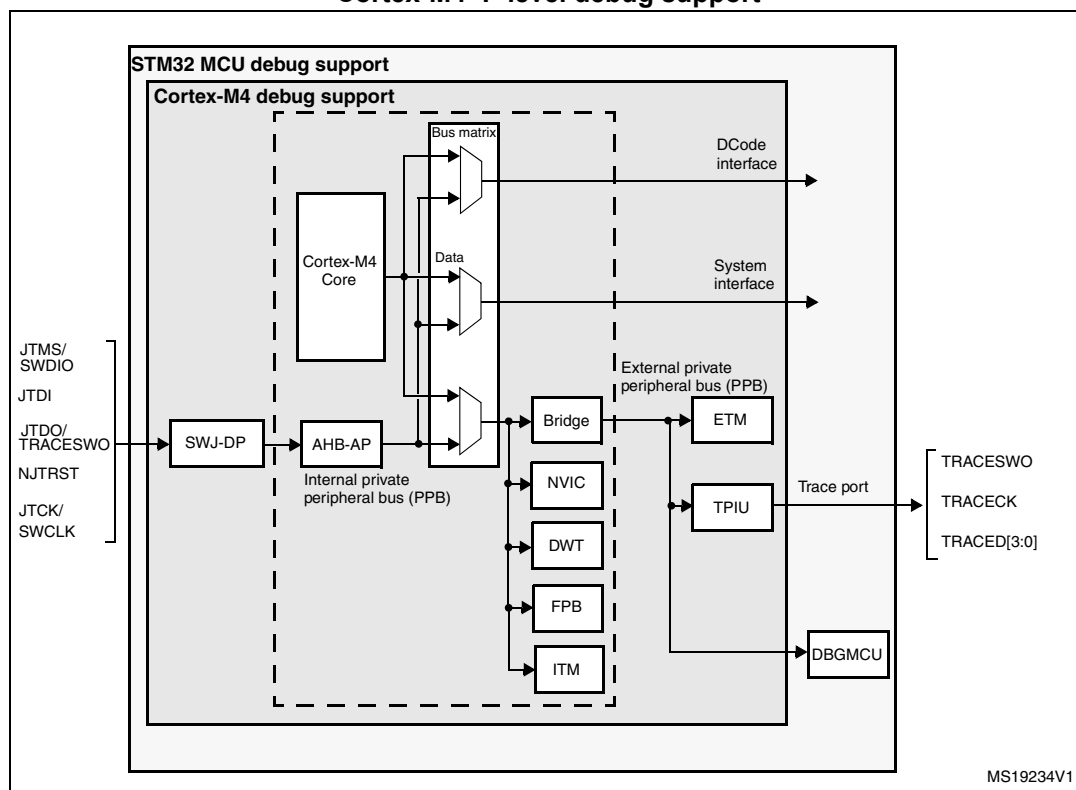 STM32 MCU debug support
Cortex-M4 debug support
Bus matrix
DCode
interface
Cortex-M4
Core
Data
System
interface
JTMS/
SWDIO
JTDI
JTDO/
TRACESWO
NJTRST
JTCK/
SWCLK
SWJ-DP
AHB-AP
Internal private
peripheral bus (PPB)
External private
peripheral bus (PPB)
Bridge
NVIC
DWT
FPB
ITM
ETM
TPIU
Trace port
TRACESWO
TRACECK
TRACED[3:0]
DBGMCU
MS19234V1